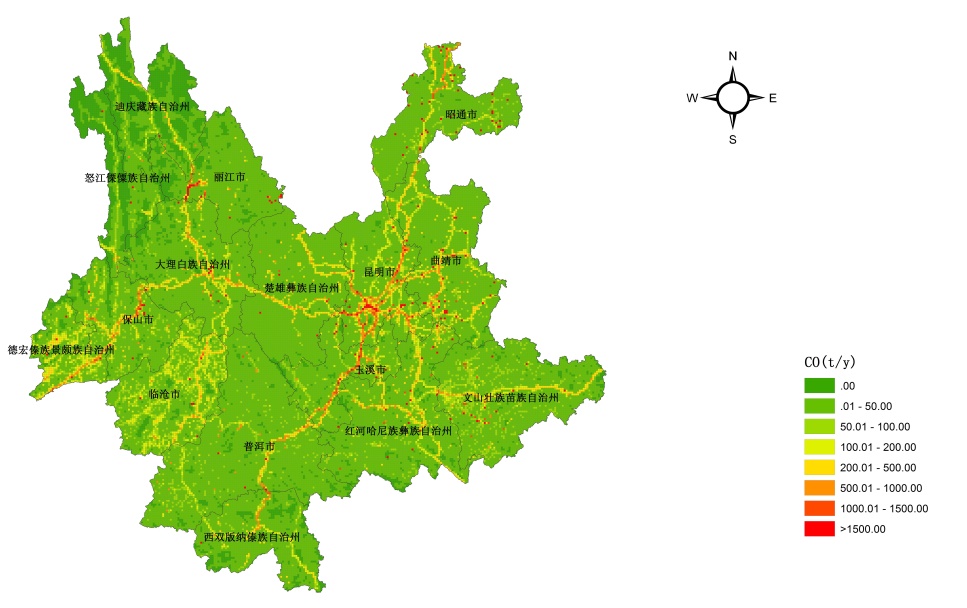 N
W
E
S
迪庆藏族自治州
昭通市
怒江傈僳族自治州
丽江市
大理白族自治州
昆明市
曲靖市
楚雄彝族自治州
保山市
德宏傣族景颇族自治州
玉溪市
临沧市
文山壮族苗族自治州
红河哈尼族彝族自治州
普洱市
西双版纳傣族自治州
CO(t/y)
.00
.01 - 50.00
50.01 - 100.00
100.01 - 200.00
200.01 - 500.00
500.01 - 1000.00
1000.01 - 1500.00
>1500.00